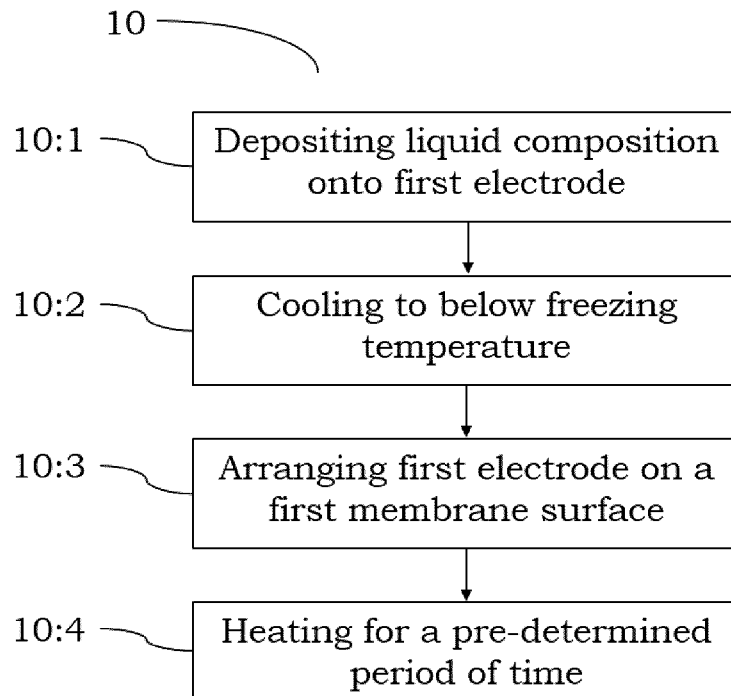 10
10:1
Depositing liquid composition
onto first electrode
10:2
Cooling to below freezing
temperature
10:3
Arranging first electrode on a
first membrane surface
10:4
Heating for a pre-determined
period of time